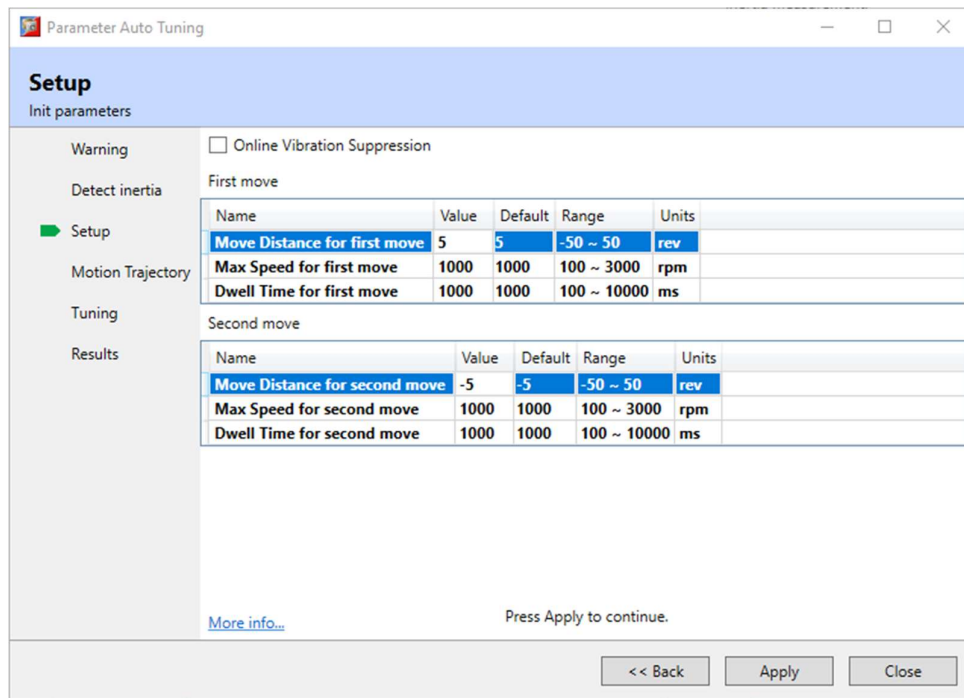 Parameter Auto Tuning
Setup
Init parameters
Warning
Detect inertia
Setup
Motion Trajectory
Tuning
Results
Online Vibration Suppression
First move
Name Value Default Range Units
Move Distance for first move 5 5 -50 ~ 50 rev
Max Speed for first move 1000 1000 100 ~ 3000 rpm
Dwell Time for first move 1000 1000 100 ~ 10000 ms
Second move
Name Value Default Range Units
Move Distance for second move -5 -5 -50 ~ 50 rev
Max Speed for second move 1000 1000 100 ~ 3000 rpm
Dwell Time for second move 1000 1000 100 ~ 10000 ms
More info...
Press Apply to continue.
<< Back Apply Close